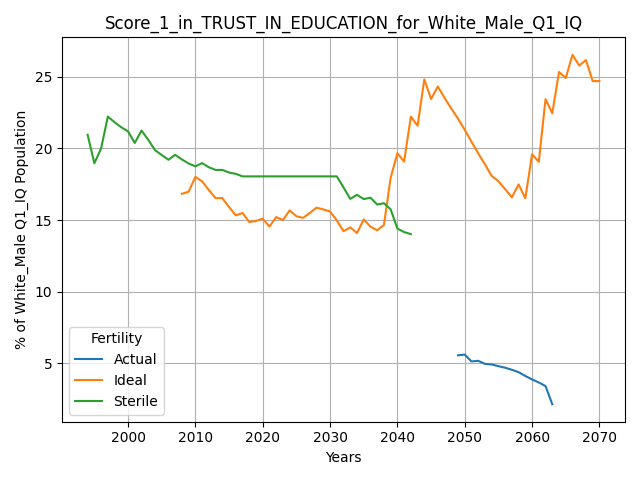 Score_1_in_TRUST_IN_EDUCATION_for_White_Male_Q1_IQ
% of White_Male Q1_IQ Population
25
20
15
10
5
Fertility
Actual
Ideal
Sterile
2000 2010 2020 2030 2040 2050 2060 2070
Years